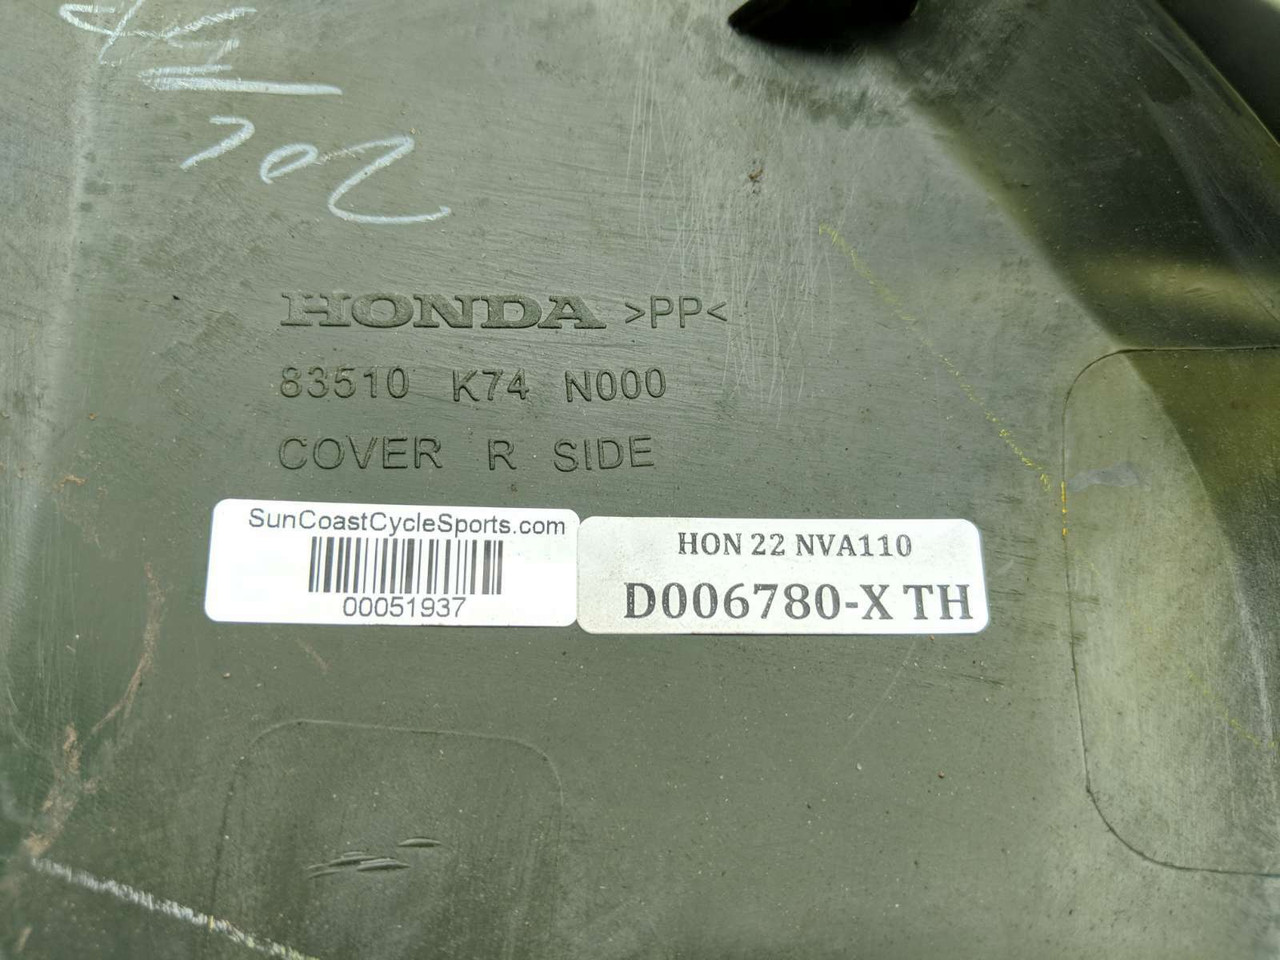 HONDA >PP<
83510 K74 N000
COVER R SIDE
SunCoastCycleSports.com
00051937
HON 22 NVA110
D006780-X TH